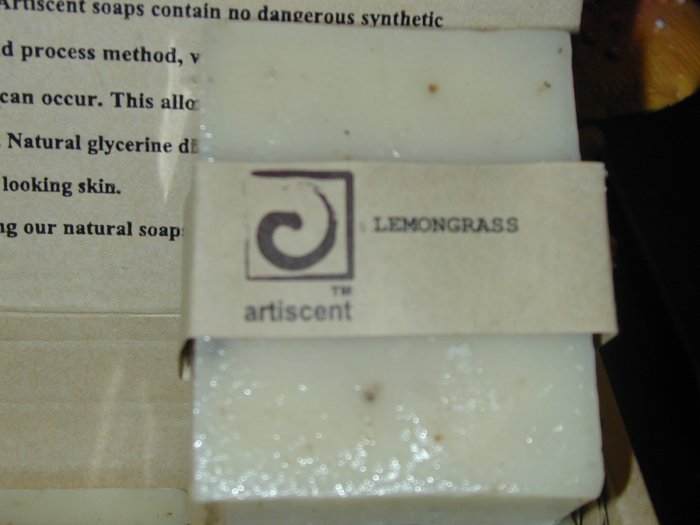 Artiscent soaps contain no dangerous synthetic
d process method, v
can occur. This allo
Natural glycerine d
looking skin.
ng our natural soap
LEMONGRASS
TM
artiscent